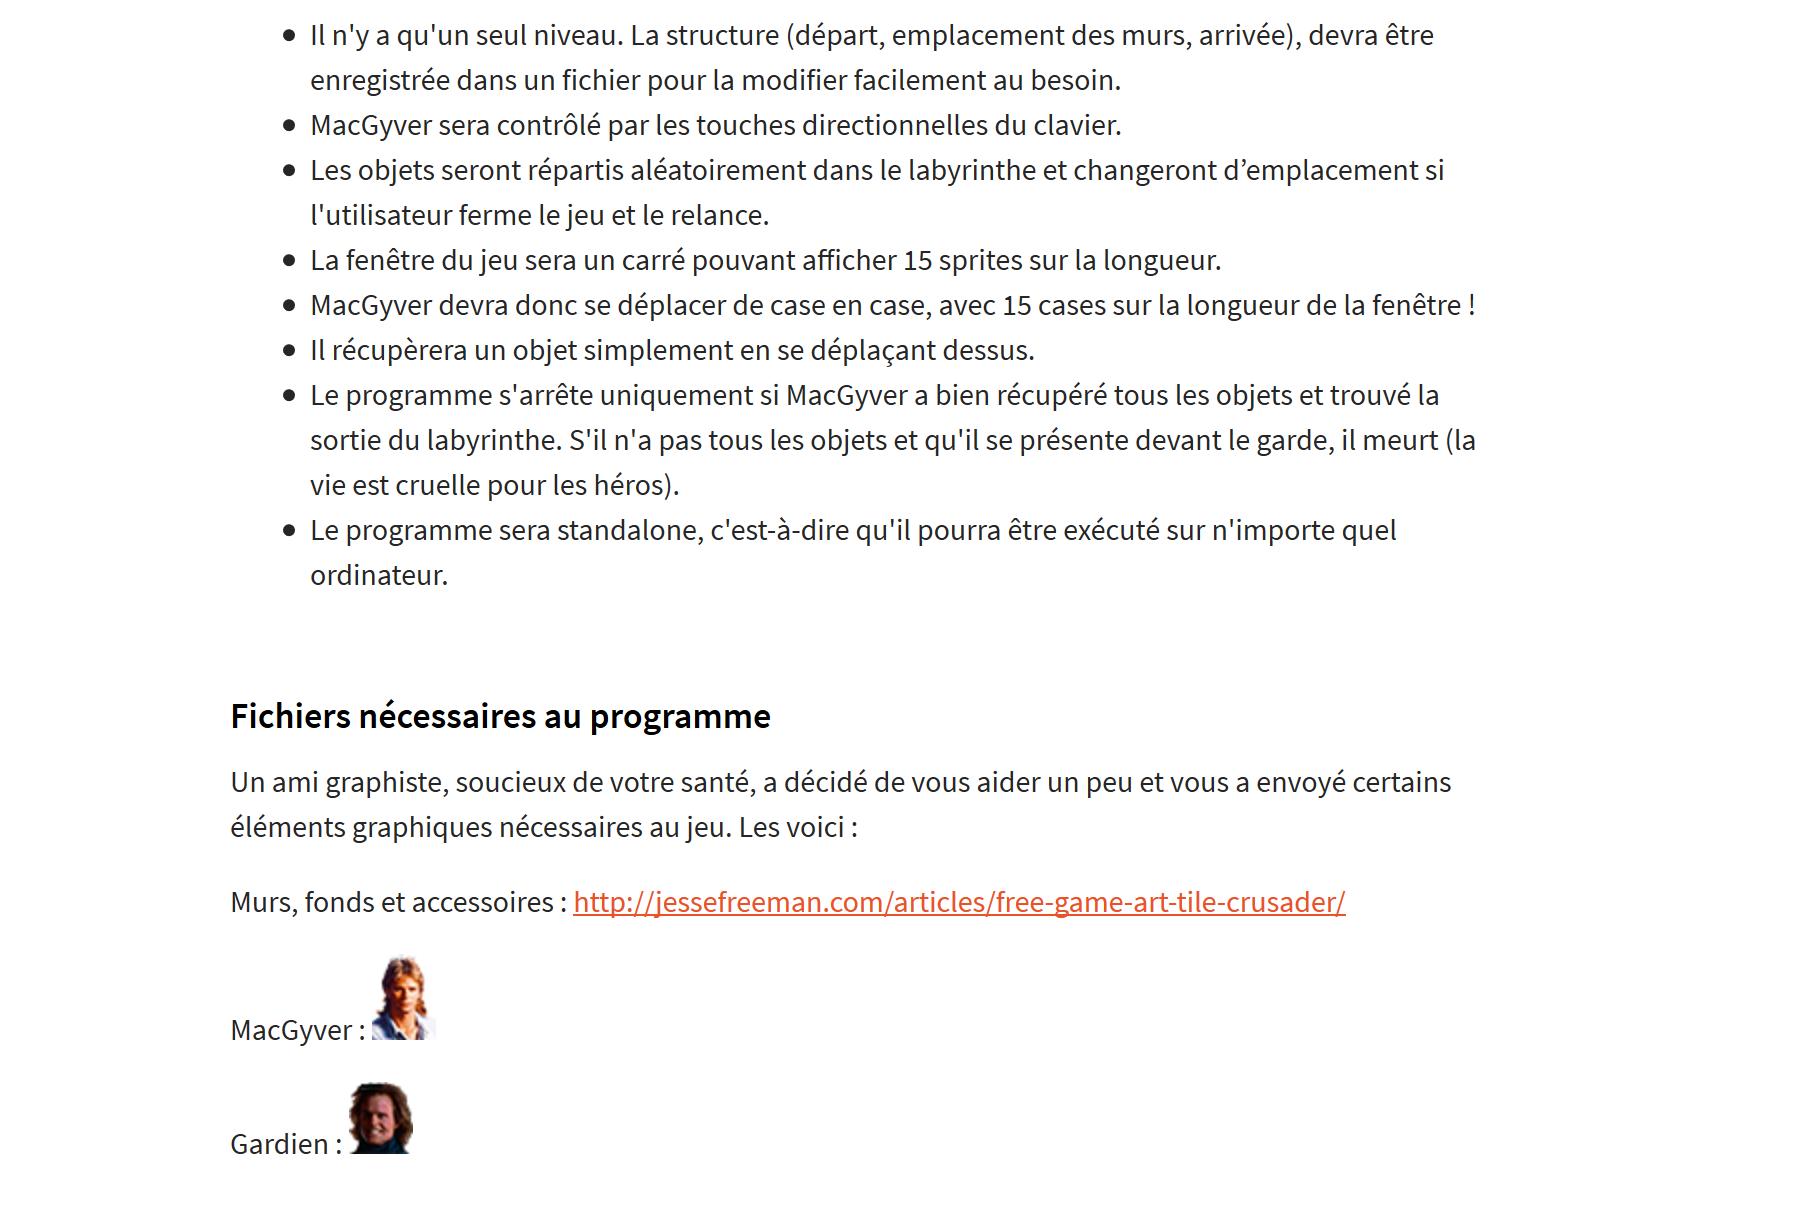 Il n'y a qu'un seul niveau. La structure (départ, emplacement des murs, arrivée), devra être
enregistrée dans un fichier pour la modifier facilement au besoin.
MacGyver sera contrôlé par les touches directionnelles du clavier.
Les objets seront répartis aléatoirement dans le labyrinthe et changeront d’emplacement si
l'utilisateur ferme le jeu et le relance.
La fenêtre du jeu sera un carré pouvant afficher 15 sprites sur la longueur.
MacGyver devra donc se déplacer de case en case, avec 15 cases sur la longueur de la fenêtre !
Il récupèrera un objet simplement en se déplaçant dessus.
Le programme s'arrête uniquement si MacGyver a bien récupéré tous les objets et trouvé la
sortie du labyrinthe. S'il n'a pas tous les objets et qu'il se présente devant le garde, il meurt (la
vie est cruelle pour les héros).
Le programme sera standalone, c'est-à-dire qu'il pourra être exécuté sur n'importe quel
ordinateur.
Fichiers nécessaires au programme
Un ami graphiste, soucieux de votre santé, a décidé de vous aider un peu et vous a envoyé certains
éléments graphiques nécessaires au jeu. Les voici :
Murs, fonds et accessoires : http://jessefreeman.com/articles/free-game-art-tile-crusader/
MacGyver :
Gardien :